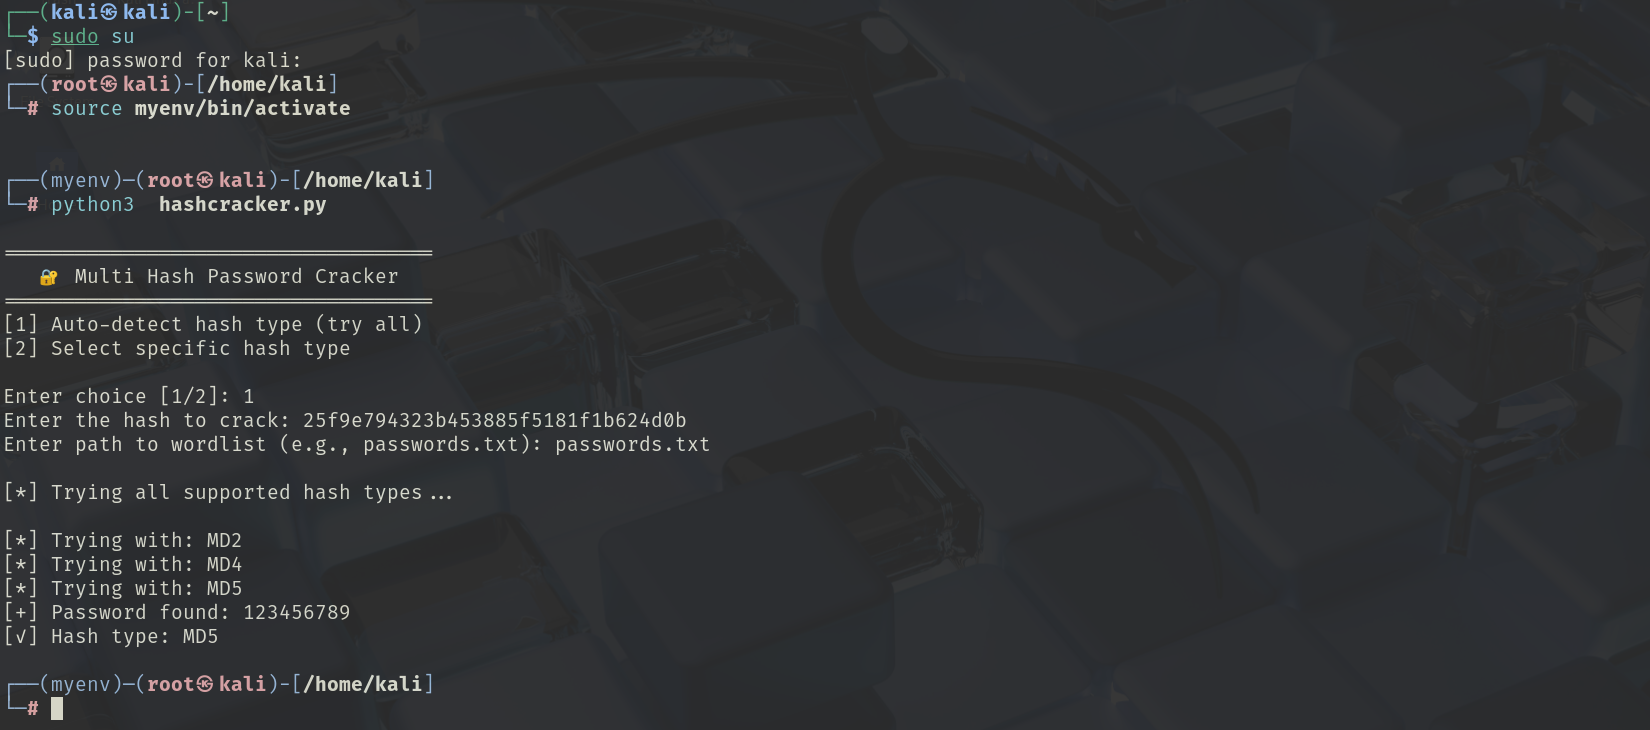 ┌──(kali㉿kali)-[~]
└─$ sudo su
[sudo] password for kali:
┌──(root㉿kali)-[/home/kali]
└─# source myenv/bin/activate
┌──(myenv)─(root㉿kali)-[/home/kali]
└─# python3  hashcracker.py
════════════════════════════════════
   🔐 Multi Hash Password Cracker
════════════════════════════════════
[1] Auto-detect hash type (try all)
[2] Select specific hash type
Enter choice [1/2]: 1
Enter the hash to crack: 25f9e794323b453885f5181f1b624d0b
Enter path to wordlist (e.g., passwords.txt): passwords.txt
[*] Trying all supported hash types...
[*] Trying with: MD2
[*] Trying with: MD4
[*] Trying with: MD5
[+] Password found: 123456789
[√] Hash type: MD5
┌──(myenv)─(root㉿kali)-[/home/kali]
└─#